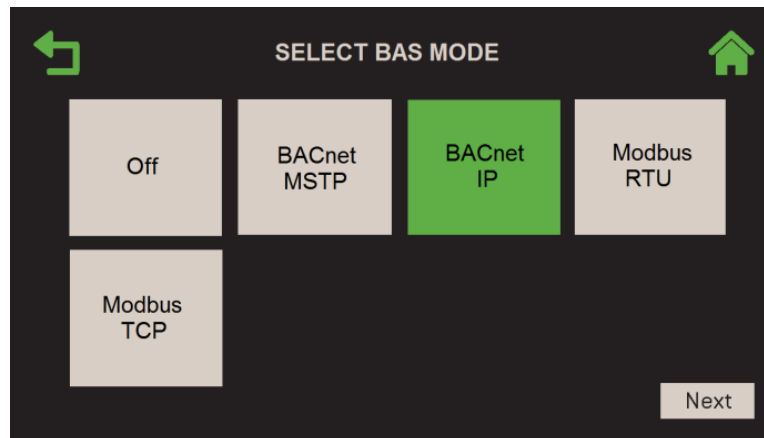 SELECT BAS MODE
Off
BACnet
MSTP
BACnet
IP
Modbus
RTU
Modbus
TCP
Next